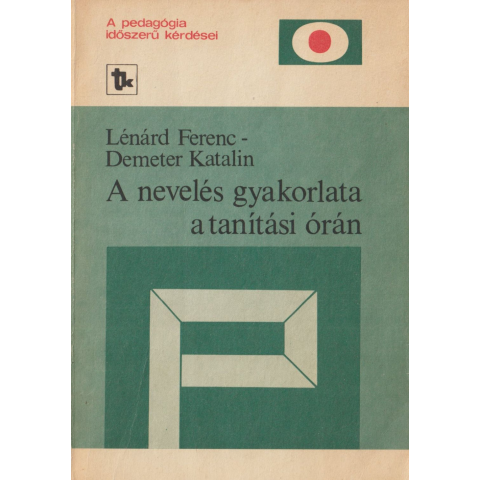 A pedagógia
időszerű kérdései
tk
Lénárd Ferenc -
Demeter Katalin
A nevelés gyakorlata
a tanítási órán